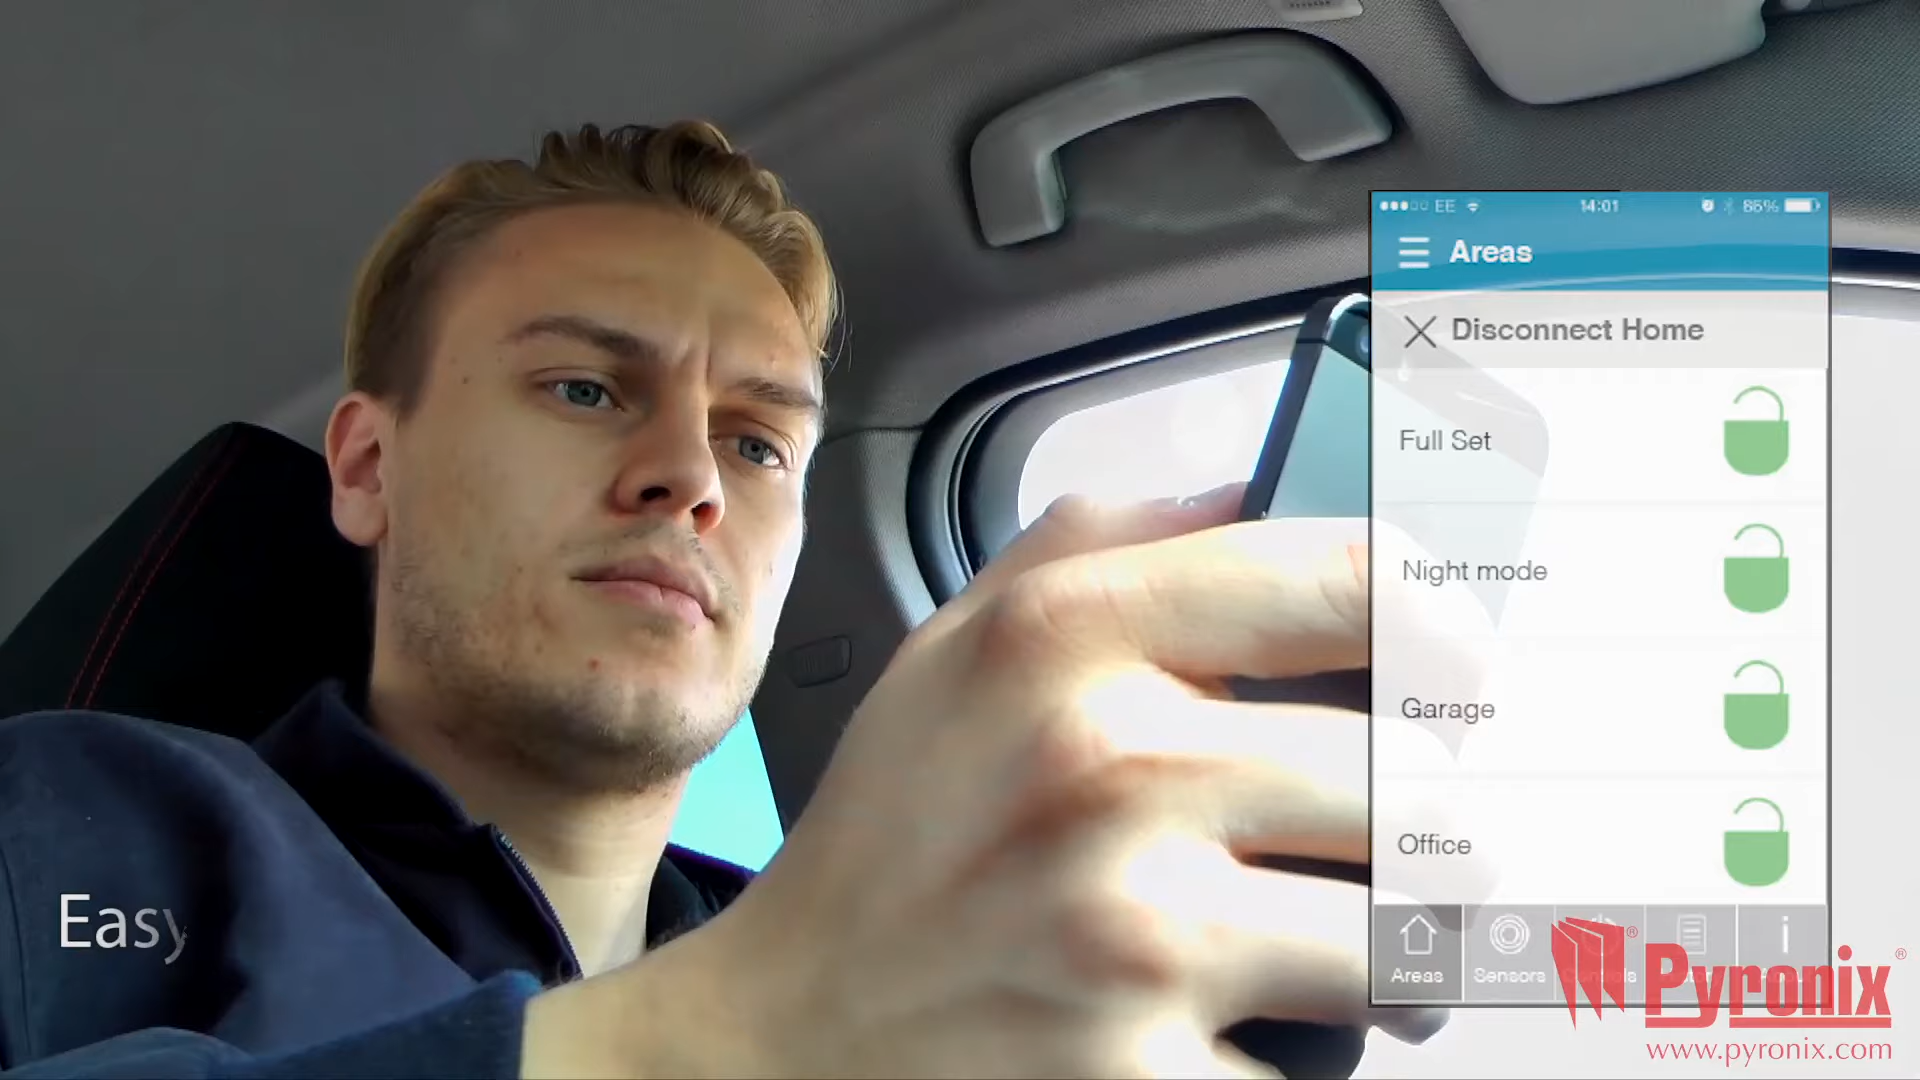 EE 14:01 86%
Areas
Disconnect Home
Full Set
Night mode
Garage
Office
Easy
Areas Sensors
Pyronix
www.pyronix.com